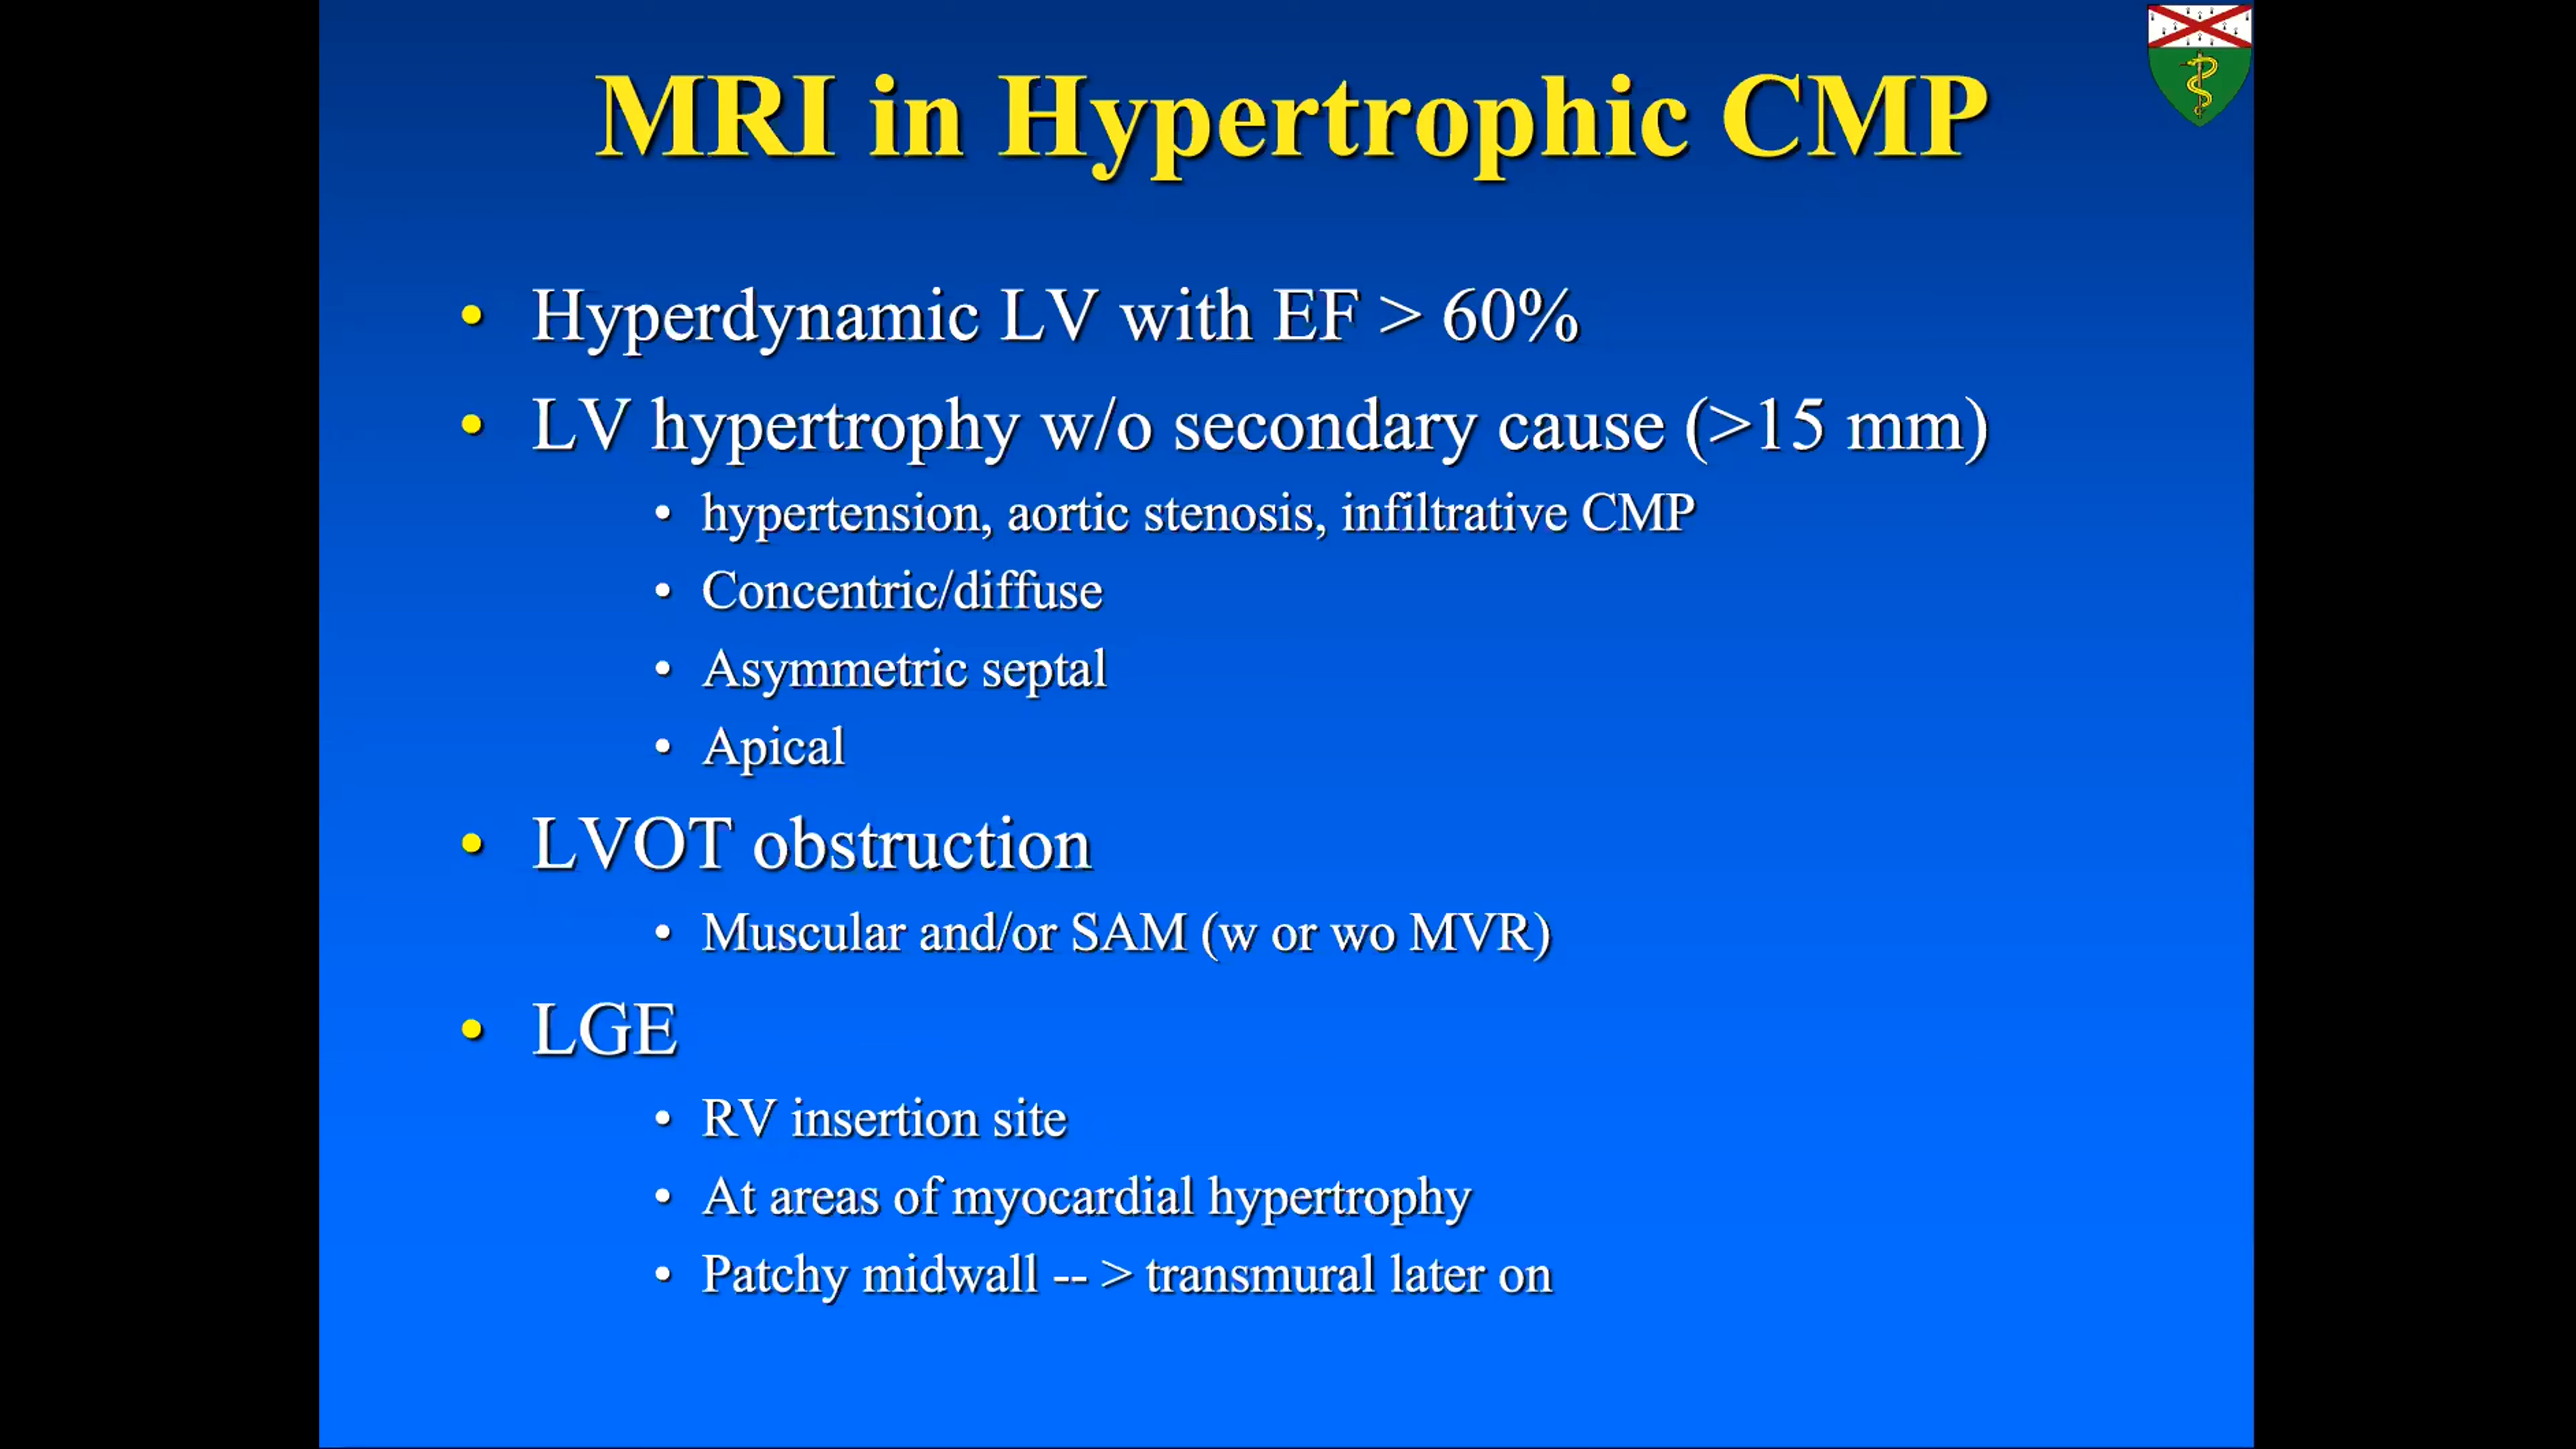 MRI in Hypertrophic CMP
• Hyperdynamic LV with EF > 60%
• LV hypertrophy w/o secondary cause (>15 mm)
• hypertension, aortic stenosis, infiltrative CMP
• Concentric/diffuse
• Asymmetric septal
• Apical
• LVOT obstruction
• Muscular and/or SAM (w or wo MVR)
• LGE
• RV insertion site
• At areas of myocardial hypertrophy
• Patchy midwall -- > transmural later on